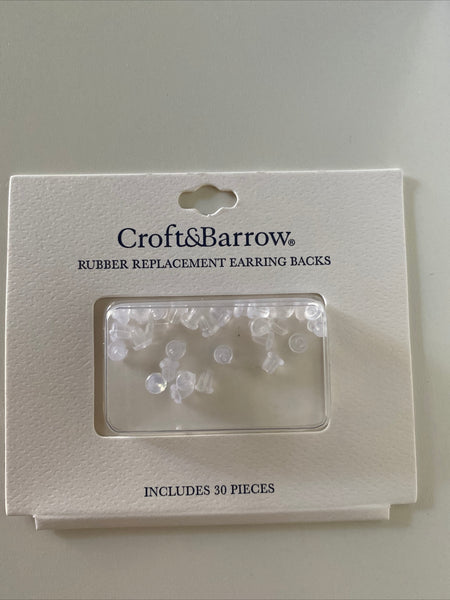 Croft&Barrow®
RUBBER REPLACEMENT EARRING BACKS
INCLUDES 30 PIECES